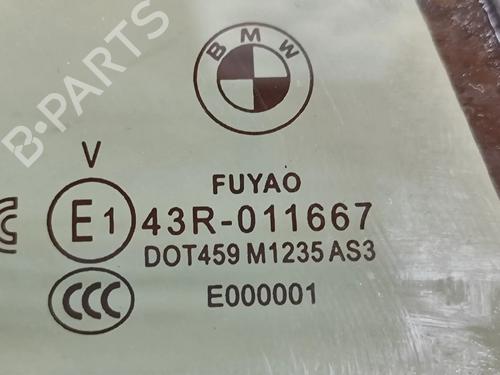 B-PARTS
BMW
V
FUYAO
E1 43R-011667
DOT459 M1235 AS3
CCC E000001